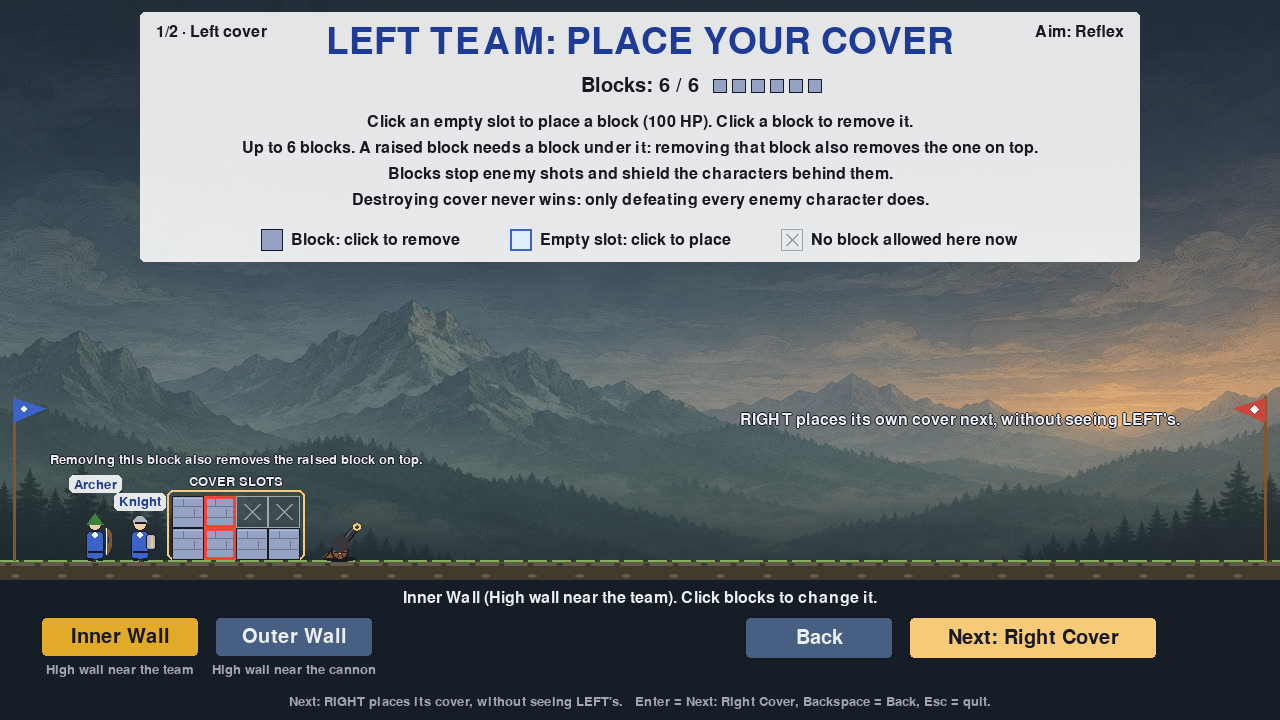 1/2 · Left cover
LEFT TEAM: PLACE YOUR COVER
Aim: Reflex
Blocks: 6 / 6
Click an empty slot to place a block (100 HP). Click a block to remove it.
Up to 6 blocks. A raised block needs a block under it: removing that block also removes the one on top.
Blocks stop enemy shots and shield the characters behind them.
Destroying cover never wins: only defeating every enemy character does.
Block: click to remove
Empty slot: click to place
No block allowed here now
RIGHT places its own cover next, without seeing LEFT's.
Removing this block also removes the raised block on top.
COVER SLOTS
Archer
Knight
Inner Wall (High wall near the team). Click blocks to change it.
Inner Wall
Outer Wall
Back
Next: Right Cover
High wall near the team
High wall near the cannon
Next: RIGHT places its cover, without seeing LEFT's. Enter = Next: Right Cover, Backspace = Back, Esc = quit.